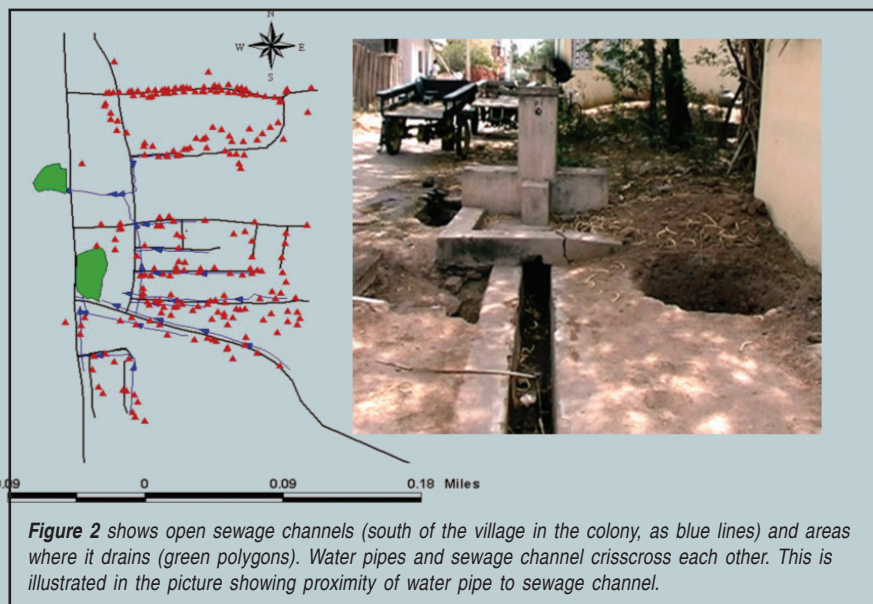 N
W E
S
0.09 0 0.09 0.18 Miles
Figure 2 shows open sewage channels (south of the village in the colony, as blue lines) and areas
where it drains (green polygons). Water pipes and sewage channel crisscross each other. This is
illustrated in the picture showing proximity of water pipe to sewage channel.